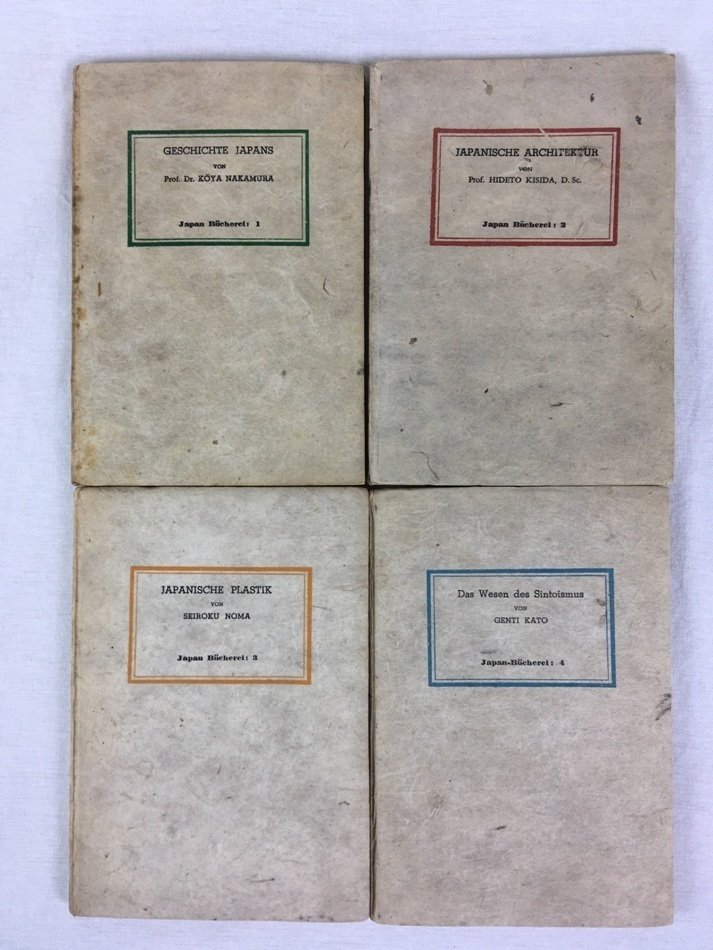 GESCHICHTE JAPANS
VON
Prof. Dr. KŌYA NAKAMURA
Japan Bücherei: 1
JAPANISCHE ARCHITEKTUR
VON
Prof. HIDETO KISIDA, D. Sc.
Japan Bücherei: 2
JAPANISCHE PLASTIK
VON
SEIROKU NOMA
Japan Bücherei: 3
Das Wesen des Sintoismus
VON
GENTI KATO
Japan-Bücherei: 4